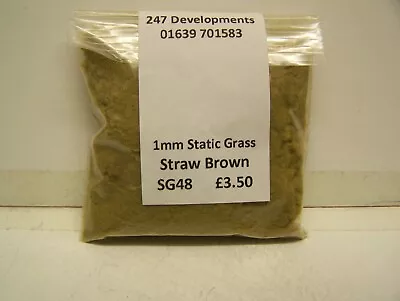 247 Developments
01639 701583
1mm Static Grass
Straw Brown
SG48 £3.50